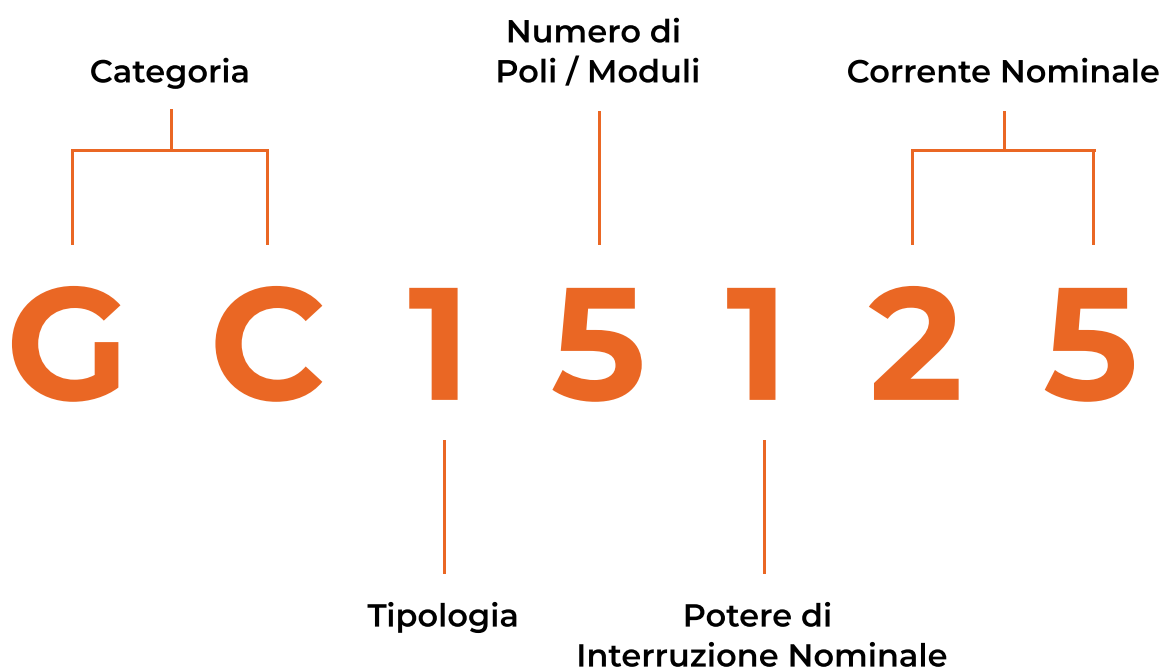 Numero di
Poli / Moduli
Categoria
Corrente Nominale
G C 1 5 1 2 5
Tipologia
Potere di
Interruzione Nominale